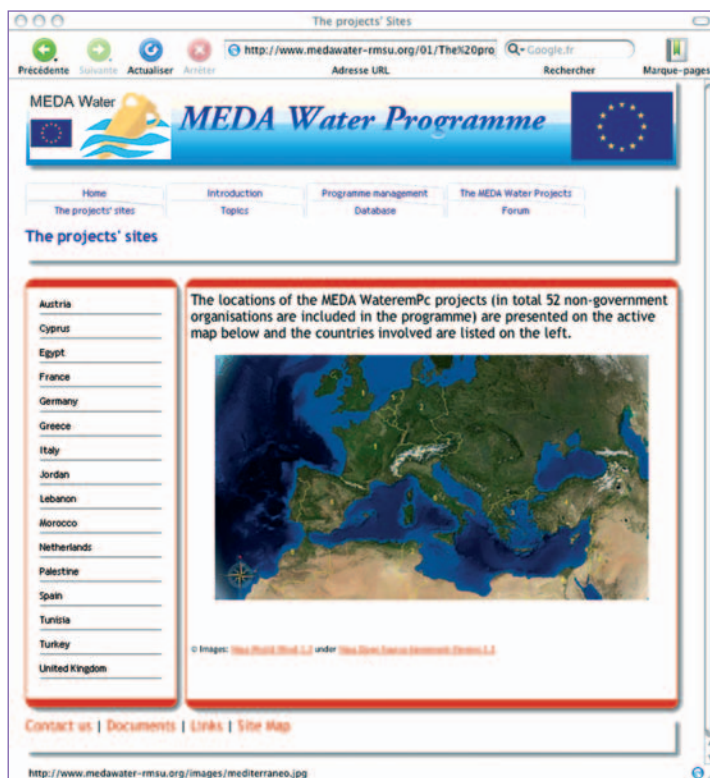 The projects' Sites
http://www.medawater-rmsu.org/01/The%20pro
Google.fr
Précédente Suivante Actualiser Arrêter Adresse URL Rechercher Marque-pages
MEDA Water
MEDA Water Programme
Home Introduction Programme management The MEDA Water Projects
The projects' sites Topics Database Forum
The projects' sites
Austria
Cyprus
Egypt
France
Germany
Greece
Italy
Jordan
Lebanon
Morocco
Netherlands
Palestine
Spain
Tunisia
Turkey
United Kingdom
The locations of the MEDA WateremPc projects (in total 52 non-government
organisations are included in the programme) are presented on the active
map below and the countries involved are listed on the left.
© Images: under
Contact us | Documents | Links | Site Map
http://www.medawater-rmsu.org/images/mediterraneo.jpg